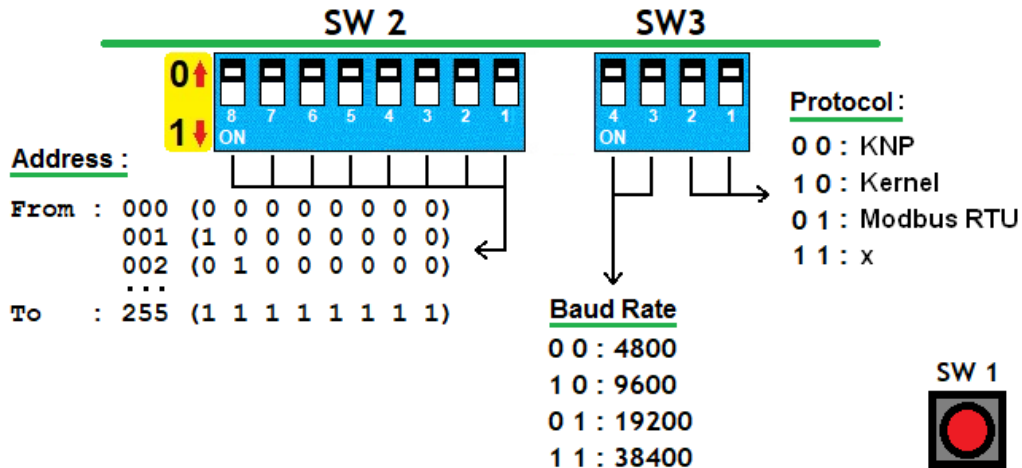 SW 2
SW3
0
1
8 7 6 5 4 3 2 1
ON
4 3 2 1
ON
Address :
From : 000 (0 0 0 0 0 0 0 0)
001 (1 0 0 0 0 0 0 0)
002 (0 1 0 0 0 0 0 0)
...
To : 255 (1 1 1 1 1 1 1 1)
Baud Rate
0 0 : 4800
1 0 : 9600
0 1 : 19200
1 1 : 38400
Protocol :
0 0 : KNP
1 0 : Kernel
0 1 : Modbus RTU
1 1 : x
SW 1